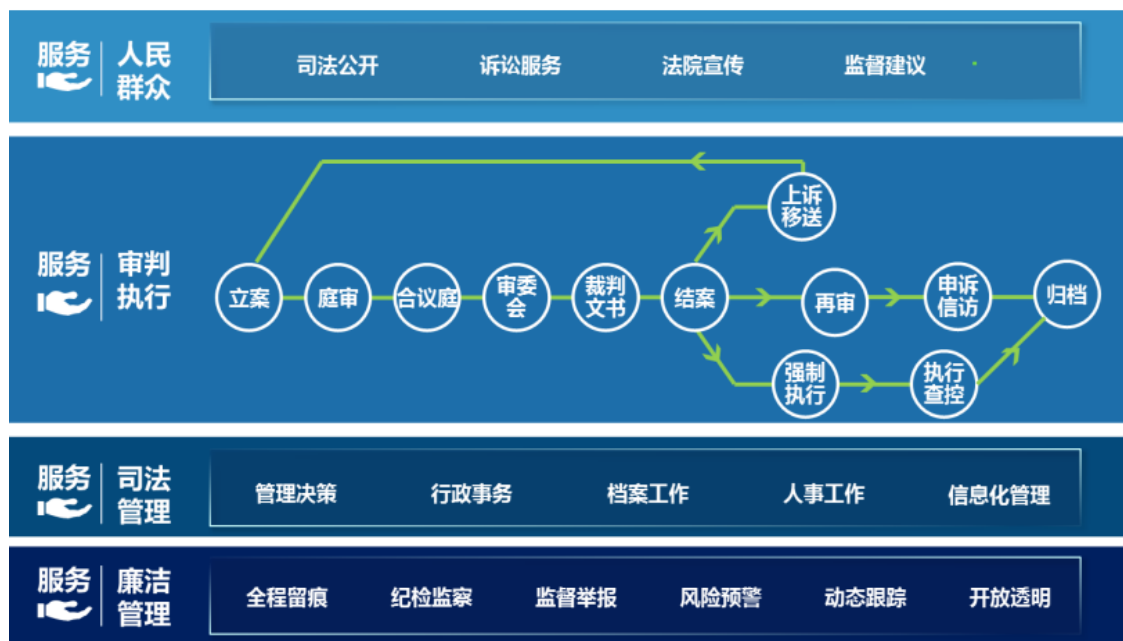 服务
人民
群众
司法公开
诉讼服务
法院宣传
监督建议
服务
审判
执行
立案
庭审
合议庭
审委
会
裁判
文书
结案
上诉
移送
再审
申诉
信访
归档
强制
执行
执行
查控
服务
司法
管理
管理决策
行政事务
档案工作
人事工作
信息化管理
服务
廉洁
管理
全程留痕
纪检监察
监督举报
风险预警
动态跟踪
开放透明